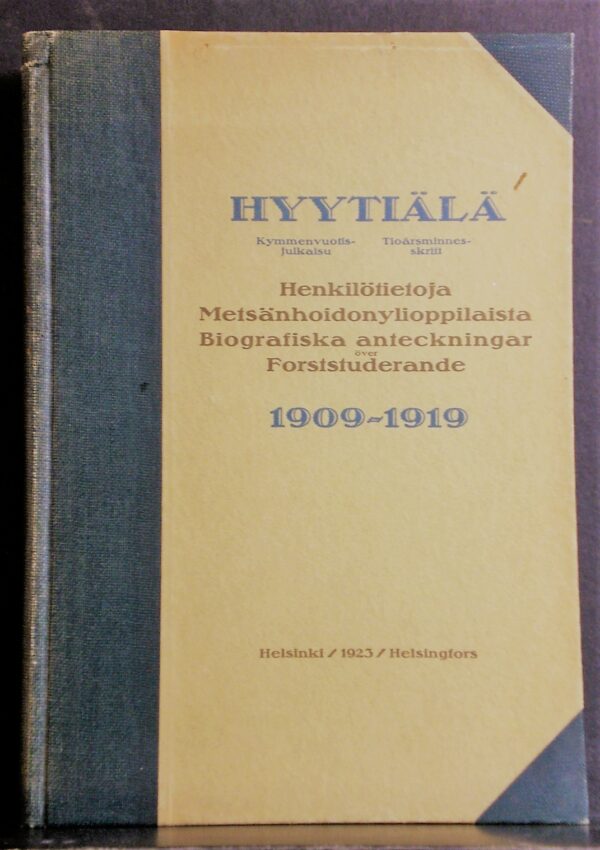 HYYTIÄLÄ
Kymmenvuotis- Tioårsminnes-
Julkaisu skrift
Henkilötietoja
Metsänhoidonylioppilaista
Biografiska anteckningar
över
Forststuderande
1909-1919
Helsinki / 1923 / Helsingfors